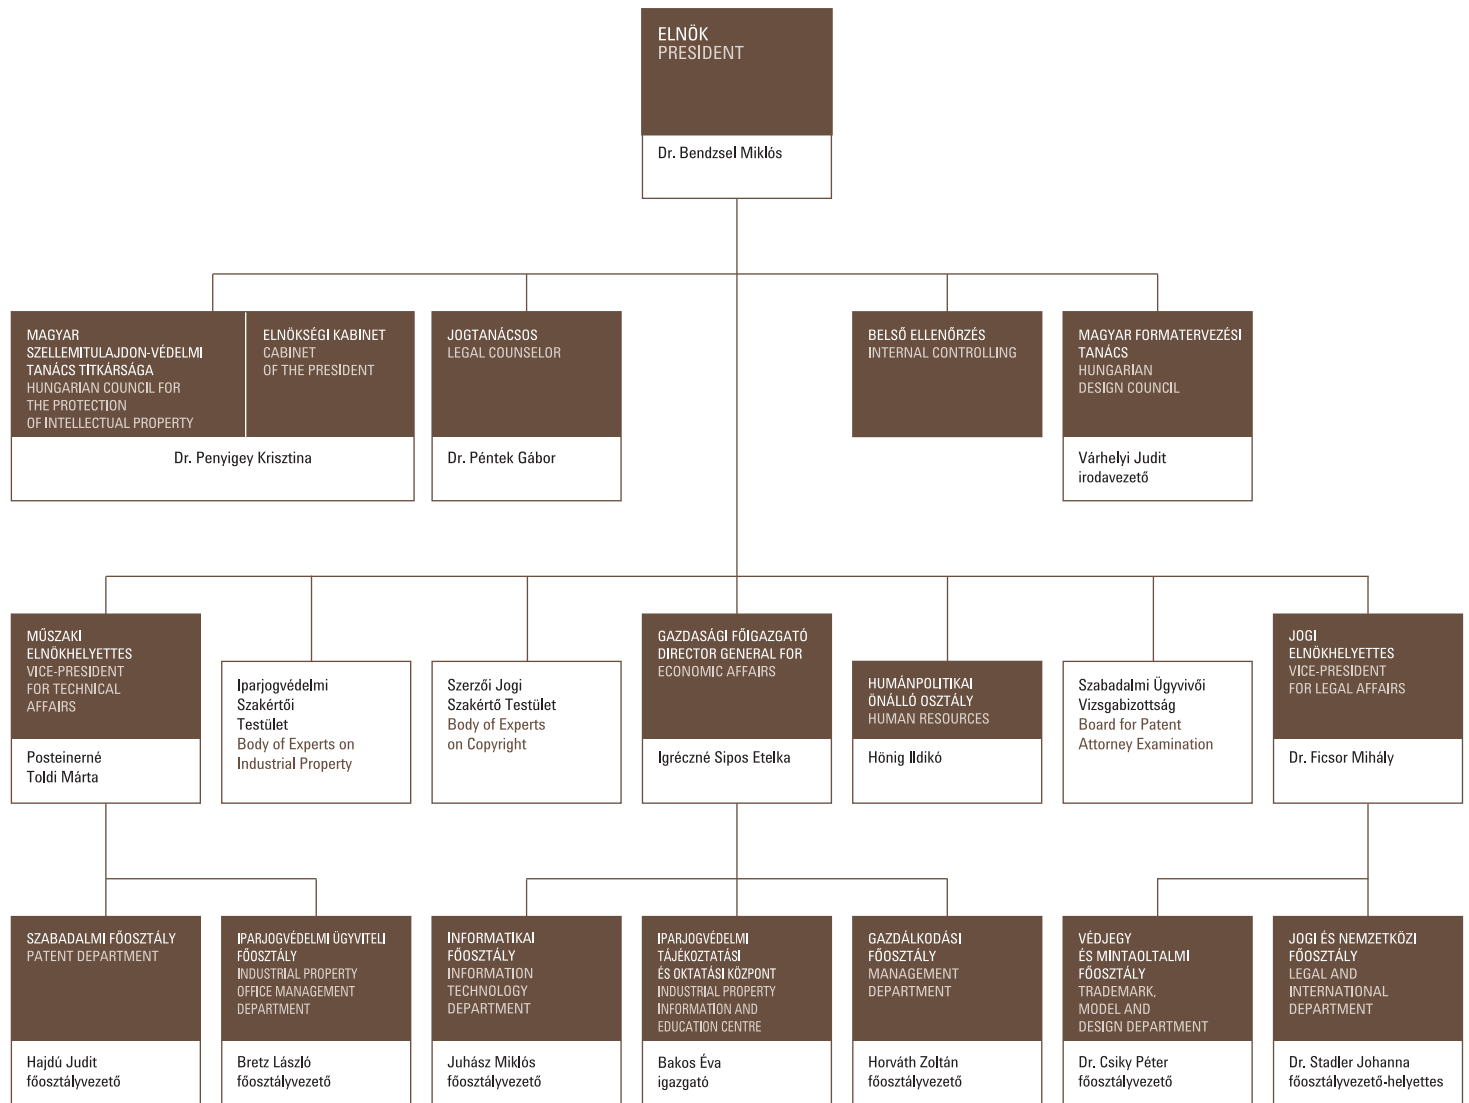 ELNÖK
PRESIDENT
Dr. Bendzsel Miklós
MAGYAR
SZELLEMITULAJDON-VÉDELMI
TANÁCS TITKÁRSÁGA
HUNGARIAN COUNCIL FOR
THE PROTECTION
OF INTELLECTUAL PROPERTY
ELNÖKSÉGI KABINET
CABINET
OF THE PRESIDENT
Dr. Penyigey Krisztina
JOGTANÁCSOS
LEGAL COUNSELOR
Dr. Péntek Gábor
BELSŐ ELLENŐRZÉS
INTERNAL CONTROLLING
MAGYAR FORMATERVEZÉSI
TANÁCS
HUNGARIAN
DESIGN COUNCIL
Várhelyi Judit
irodavezető
MŰSZAKI
ELNÖKHELYETTES
VICE-PRESIDENT
FOR TECHNICAL
AFFAIRS
Posteinerné
Toldi Márta
Iparjogvédelmi
Szakértői
Testület
Body of Experts on
Industrial Property
Szerzői Jogi
Szakértő Testület
Body of Experts
on Copyright
GAZDASÁGI FŐIGAZGATÓ
DIRECTOR GENERAL FOR
ECONOMIC AFFAIRS
Igréczné Sipos Etelka
HUMÁNPOLITIKAI
ÖNÁLLÓ OSZTÁLY
HUMAN RESOURCES
Hönig Ildikó
Szabadalmi Ügyvivői
Vizsgabizottság
Board for Patent
Attorney Examination
JOGI
ELNÖKHELYETTES
VICE-PRESIDENT
FOR LEGAL AFFAIRS
Dr. Ficsor Mihály
SZABADALMI FŐOSZTÁLY
PATENT DEPARTMENT
Hajdú Judit
főosztályvezető
IPARJOGVÉDELMI ÜGYVITELI
FŐOSZTÁLY
INDUSTRIAL PROPERTY
OFFICE MANAGEMENT
DEPARTMENT
Bretz László
főosztályvezető
INFORMATIKAI
FŐOSZTÁLY
INFORMATION
TECHNOLOGY
DEPARTMENT
Juhász Miklós
főosztályvezető
IPARJOGVÉDELMI
TÁJÉKOZTATÁSI
ÉS OKTATÁSI KÖZPONT
INDUSTRIAL PROPERTY
INFORMATION AND
EDUCATION CENTRE
Bakos Éva
igazgató
GAZDÁLKODÁSI
FŐOSZTÁLY
MANAGEMENT
DEPARTMENT
Horváth Zoltán
főosztályvezető
VÉDJEGY
ÉS MINTAOLTALMI
FŐOSZTÁLY
TRADEMARK,
MODEL AND
DESIGN DEPARTMENT
Dr. Csiky Péter
főosztályvezető
JOGI ÉS NEMZETKÖZI
FŐOSZTÁLY
LEGAL AND
INTERNATIONAL
DEPARTMENT
Dr. Stadler Johanna
főosztályvezető-helyettes